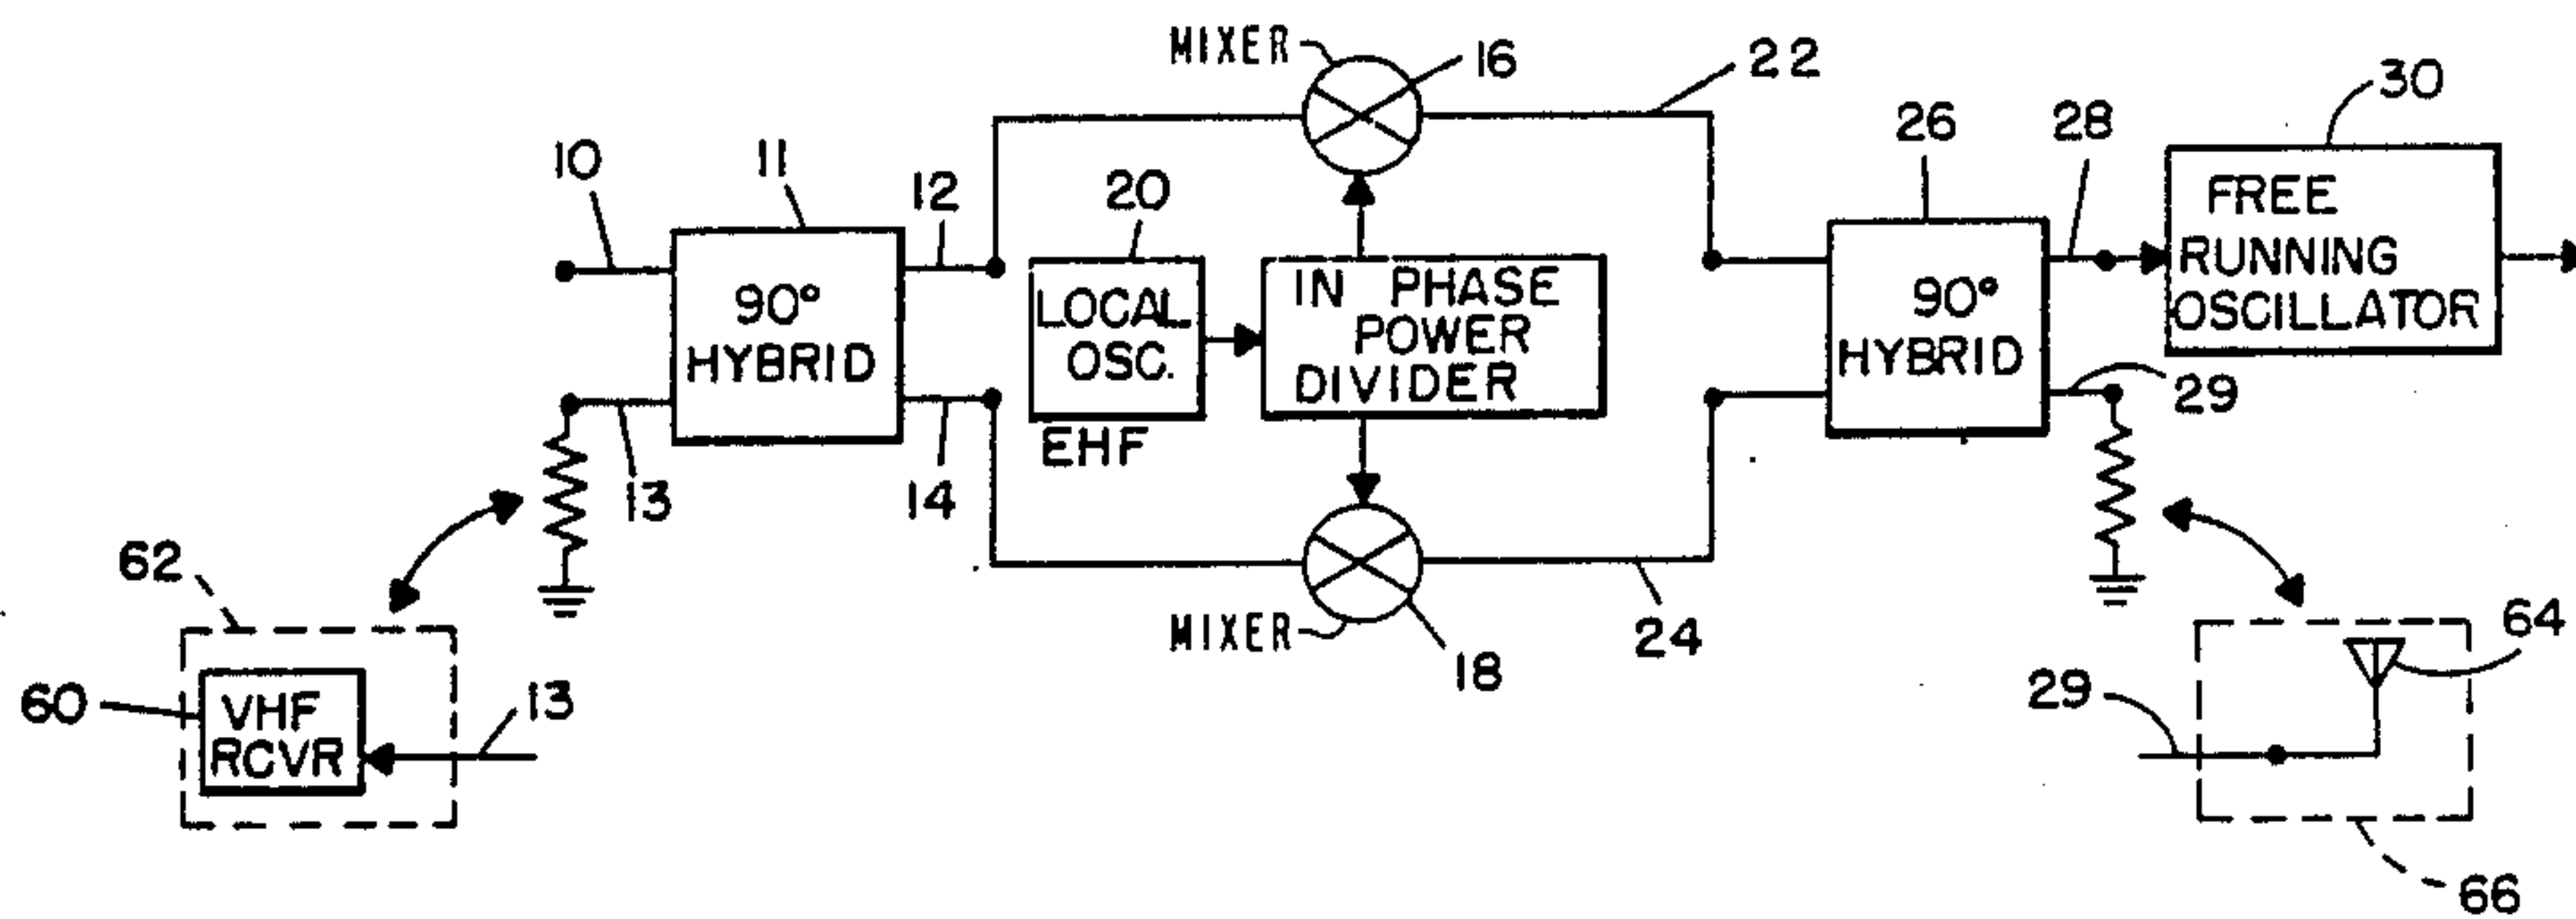 MIXER
16
22
30
10
11
12
20
26
28
90°
HYBRID
LOCAL
OSC.
EHF
IN PHASE
POWER
DIVIDER
90°
HYBRID
FREE
RUNNING
OSCILLATOR
13
14
29
MIXER
18
24
62
60
VHF
RCVR
13
64
29
66